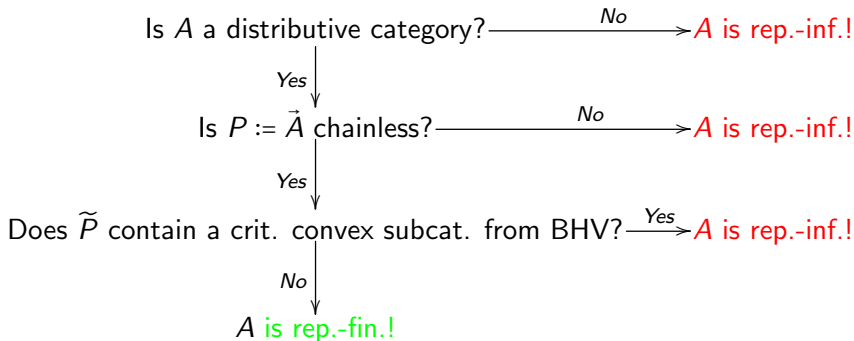 Is A a distributive category? No A is rep.-inf.!
Yes
Is P := A⃗ chainless? No A is rep.-inf.!
Yes
Does P̃ contain a crit. convex subcat. from BHV? Yes A is rep.-inf.!
No
A is rep.-fin.!